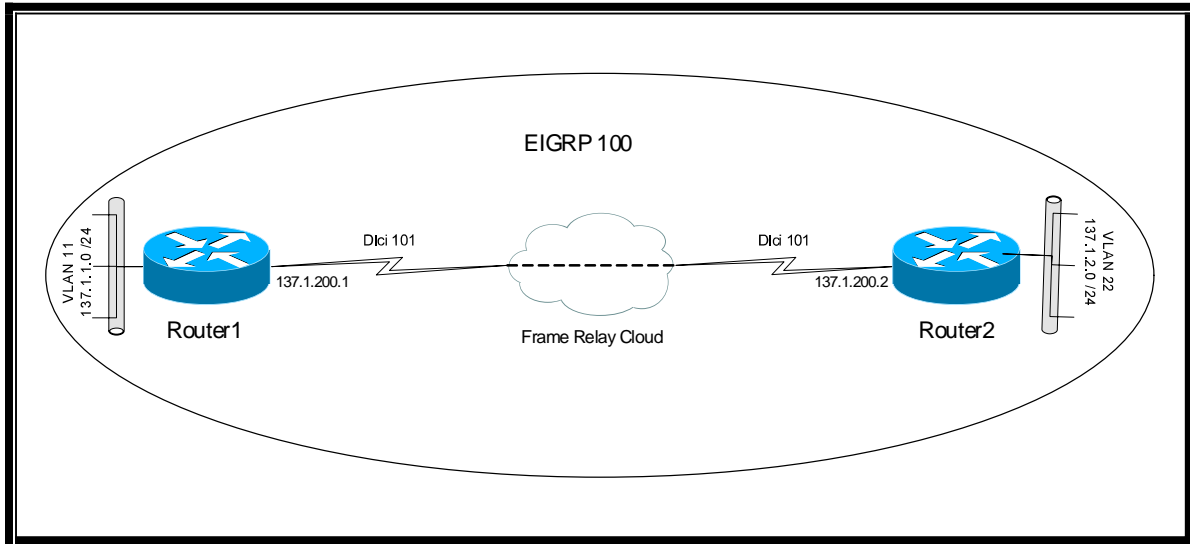 EIGRP 100
VLAN 11
137.1.1.0 /24
Dlci 101
137.1.200.1
Router1
Frame Relay Cloud
Dlci 101
137.1.200.2
Router2
VLAN 22
137.1.2.0 /24